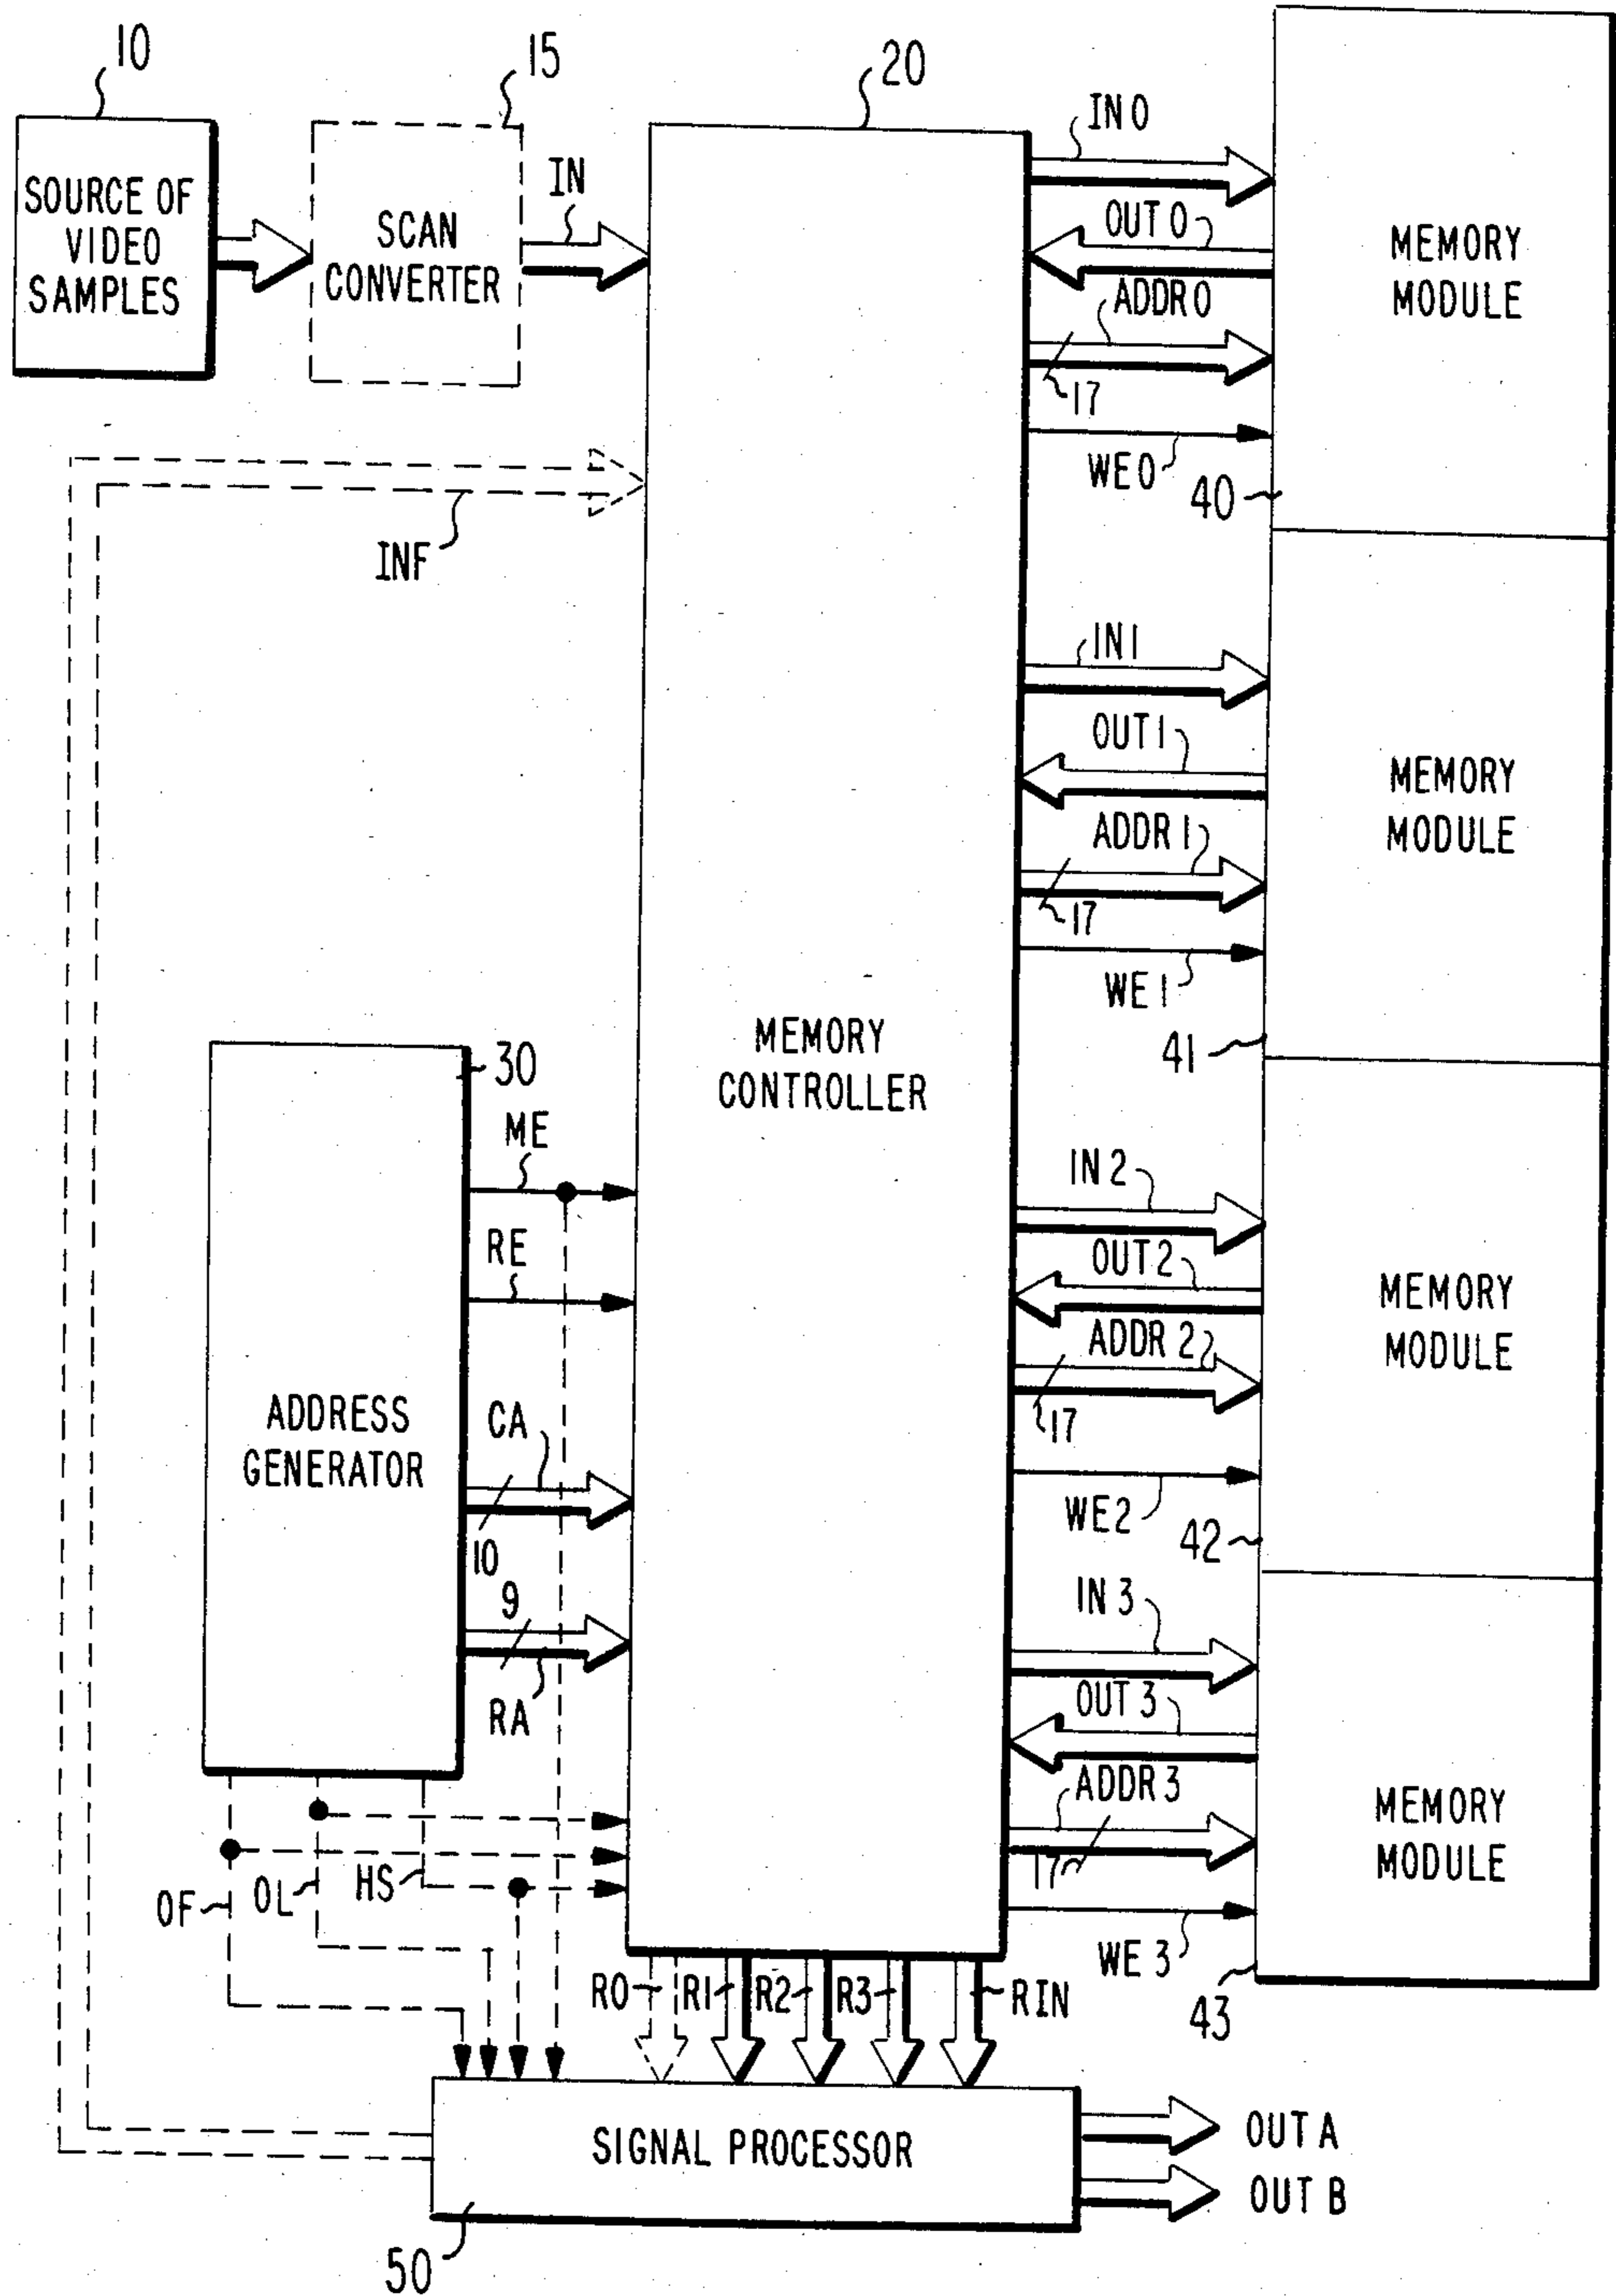 10
15
20
SOURCE OF
VIDEO
SAMPLES
SCAN
CONVERTER
IN
IN 0
OUT 0
ADDR 0
17
WE 0
40
MEMORY
MODULE
INF
IN 1
OUT 1
ADDR 1
17
WE 1
41
MEMORY
MODULE
MEMORY
CONTROLLER
30
ME
RE
CA
10
9
RA
ADDRESS
GENERATOR
IN 2
OUT 2
ADDR 2
17
WE 2
42
MEMORY
MODULE
IN 3
OUT 3
ADDR 3
17
WE 3
43
MEMORY
MODULE
OF
OL
HS
R0
R1
R2
R3
RIN
SIGNAL PROCESSOR
50
OUT A
OUT B